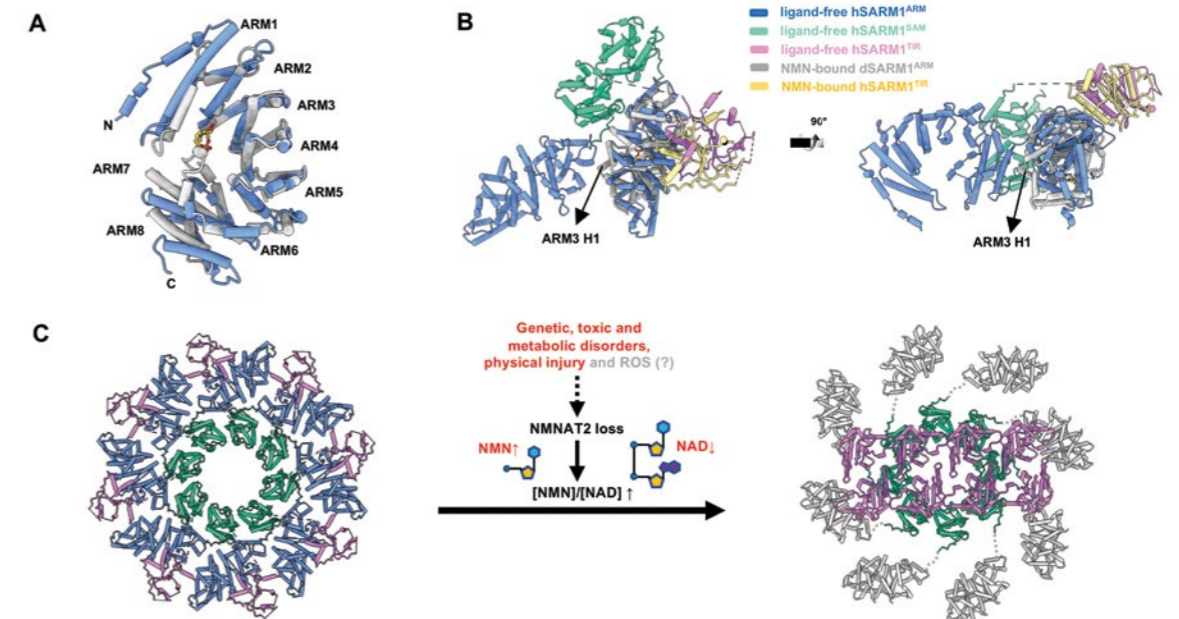 A
ARM1
ARM2
ARM3
ARM4
ARM5
ARM6
ARM7
ARM8
N
C
B
ligand-free hSARM1ᴬᴿᴹ
ligand-free hSARM1ˢᴬᴹ
ligand-free hSARM1ᵀᴵᴿ
NMN-bound dSARM1ᴬᴿᴹ
NMN-bound hSARM1ᵀᴵᴿ
90°
ARM3 H1
ARM3 H1
C
Genetic, toxic and
metabolic disorders,
physical injury and ROS (?)
NMNAT2 loss
NMN↑
NAD↓
[NMN]/[NAD] ↑